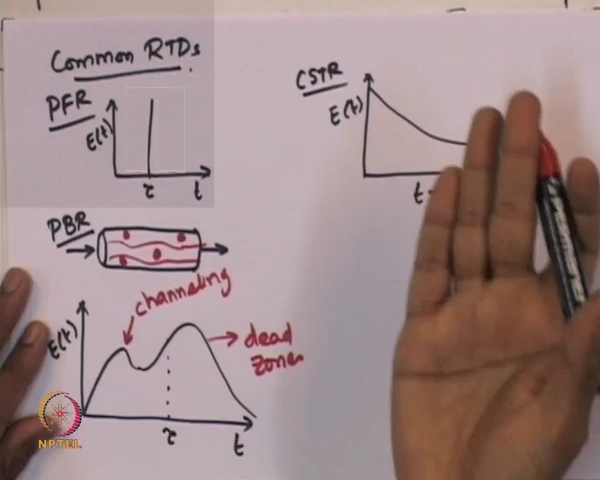 Common RTDs.
PFR
E(t)
τ
t
CSTR
E(t)
t
PBR
channeling
E(t)
dead
zones
τ
t
NPTEL